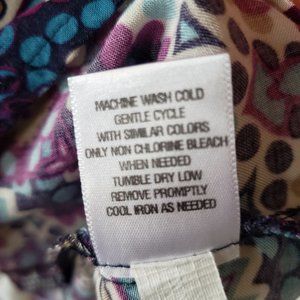 MACHINE WASH COLD
GENTLE CYCLE
WITH SIMILAR COLORS
ONLY NON CHLORINE BLEACH
WHEN NEEDED
TUMBLE DRY LOW
REMOVE PROMPTLY
COOL IRON AS NEEDED